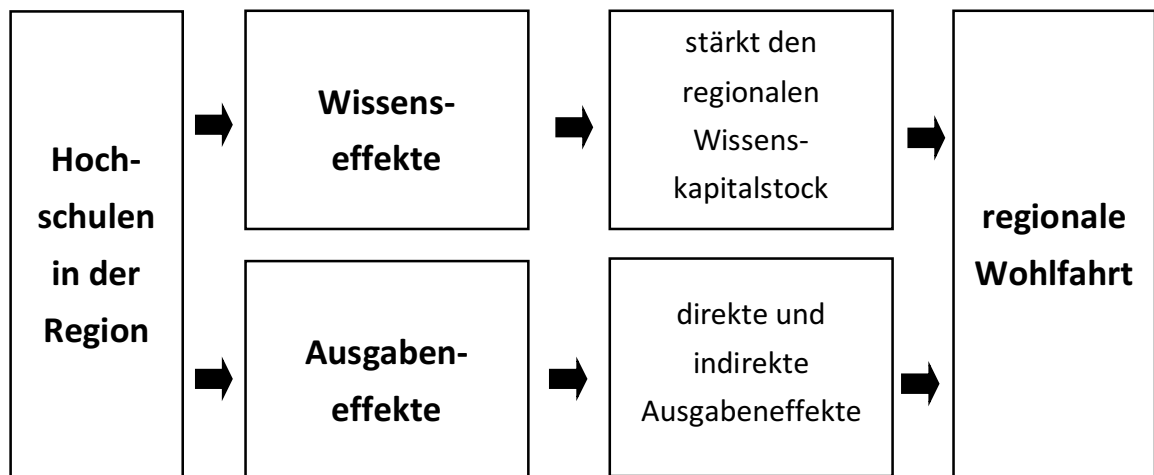 Hoch-
schulen
in der
Region
Wissens-
effekte
stärkt den
regionalen
Wissens-
kapitalstock
Ausgaben-
effekte
direkte und
indirekte
Ausgabeneffekte
regionale
Wohlfahrt